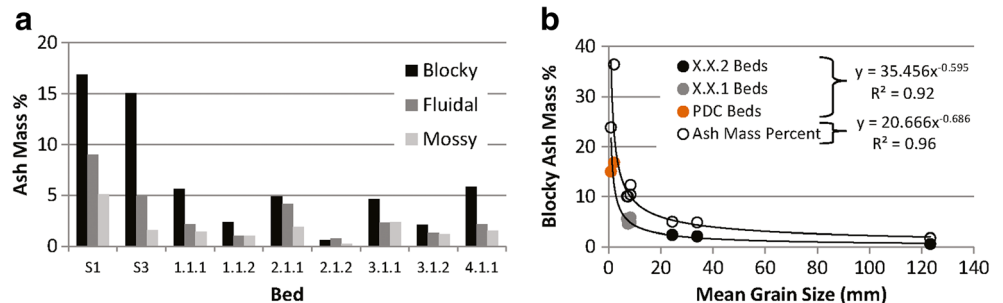 a
20
15
10
5
0
Ash Mass %
Blocky
Fluidal
Mossy
S1 S3 1.1.1 1.1.2 2.1.1 2.1.2 3.1.1 3.1.2 4.1.1
Bed
b
40
30
20
10
0
Blocky Ash Mass %
X.X.2 Beds
X.X.1 Beds
PDC Beds
Ash Mass Percent
y = 35.456x-0.595
R² = 0.92
y = 20.666x-0.686
R² = 0.96
0 20 40 60 80 100 120 140
Mean Grain Size (mm)